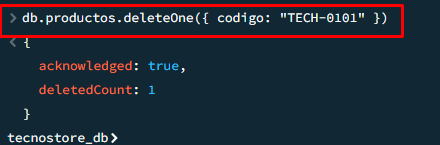 > db.productos.deleteOne({ codigo: "TECH-0101" })
< {
acknowledged: true,
deletedCount: 1
}
tecnostore_db>